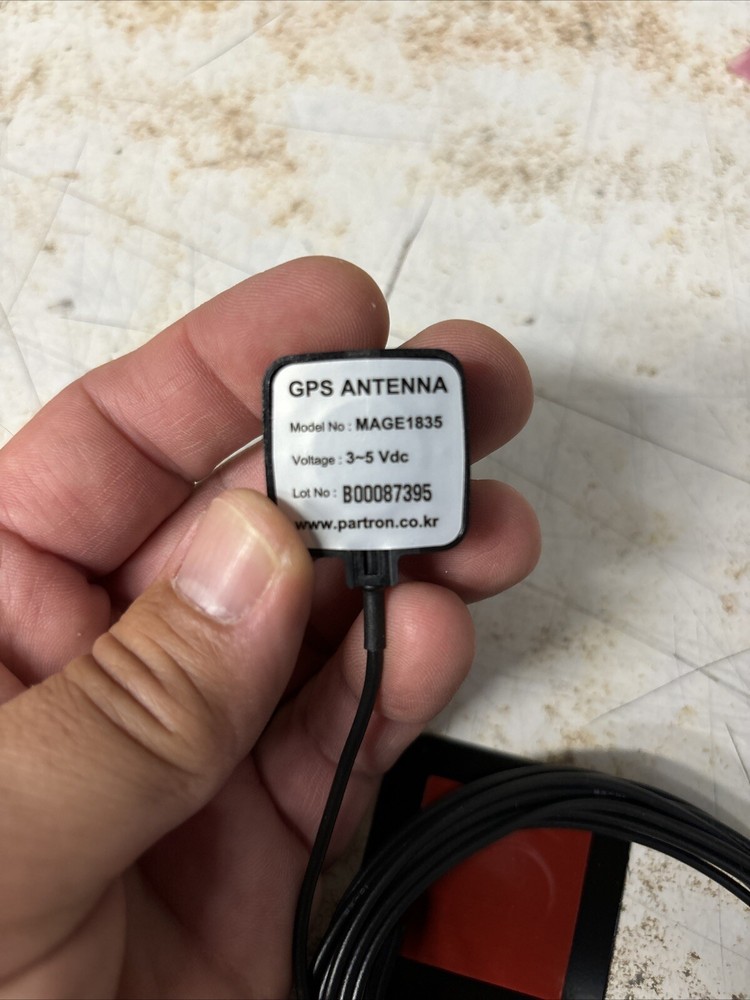 GPS ANTENNA
Model No : MAGE1835
Voltage : 3~5 Vdc
Lot No : B00087395
www.partron.co.kr